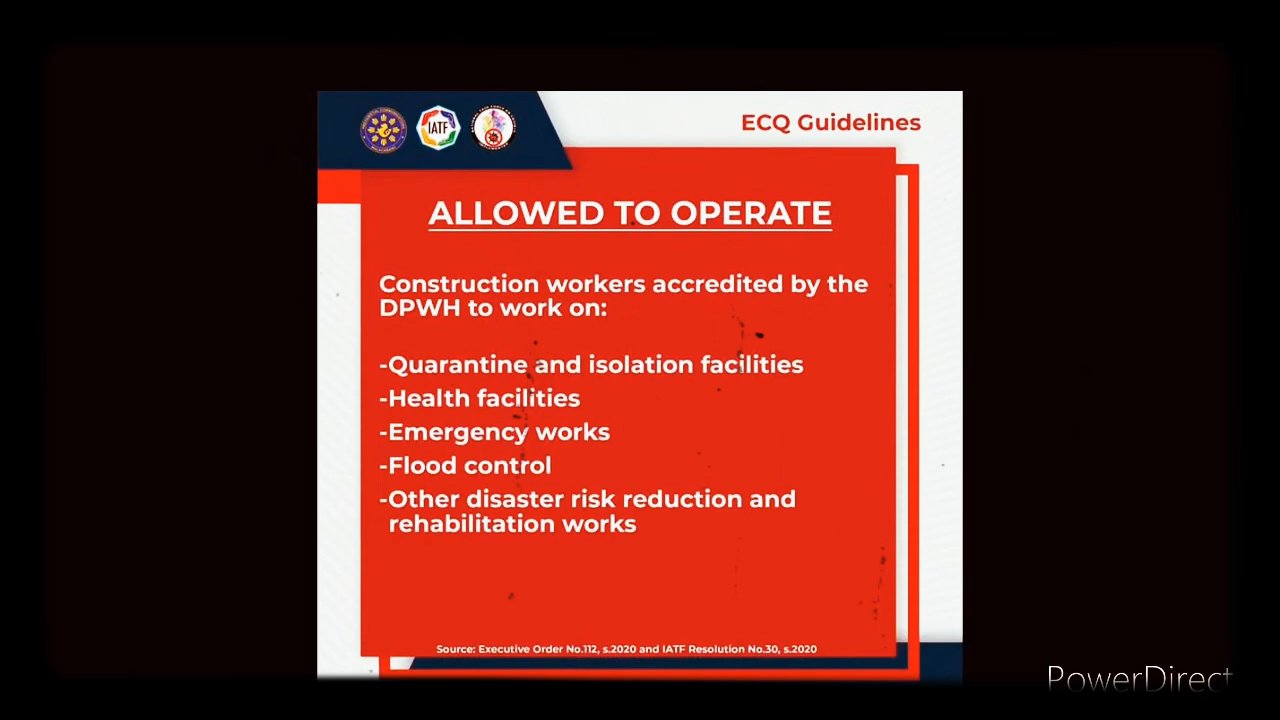 IATF
ECQ Guidelines
ALLOWED TO OPERATE
Construction workers accredited by the
DPWH to work on:
-Quarantine and isolation facilities
-Health facilities
-Emergency works
-Flood control
-Other disaster risk reduction and
rehabilitation works
Source: Executive Order No.112, s.2020 and IATF Resolution No.30, s.2020
PowerDirect